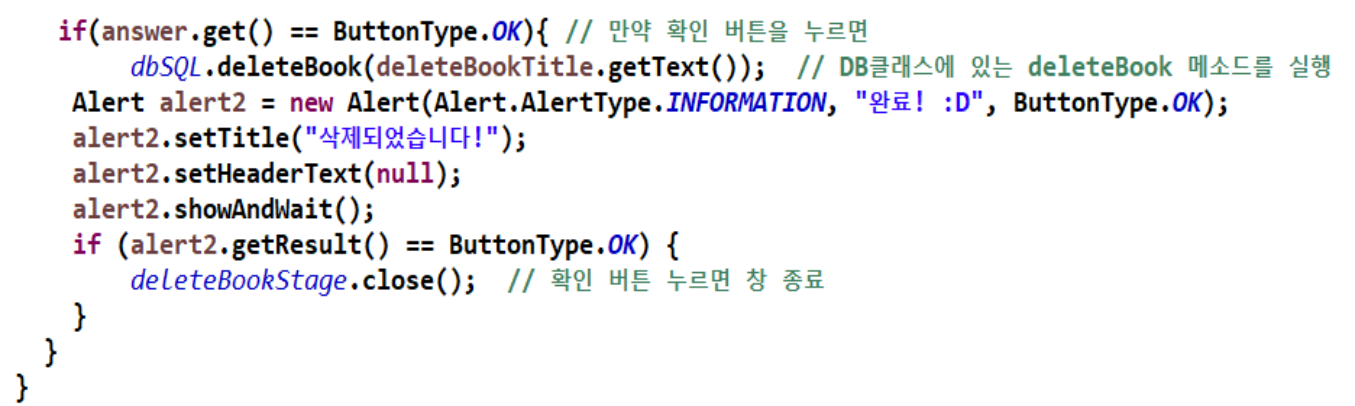 if(answer.get() == ButtonType.OK){ // 만약 확인 버튼을 누르면
dbSQL.deleteBook(deleteBookTitle.getText());  // DB클래스에 있는 deleteBook 메소드를 실행
Alert alert2 = new Alert(Alert.AlertType.INFORMATION, "완료! :D", ButtonType.OK);
alert2.setTitle("삭제되었습니다!");
alert2.setHeaderText(null);
alert2.showAndWait();
if (alert2.getResult() == ButtonType.OK) {
deleteBookStage.close();  // 확인 버튼 누르면 창 종료
}
}
}